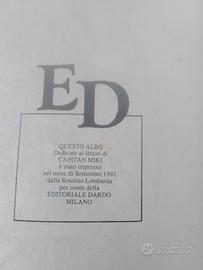 ED
QUESTO ALBO
Dedicato ai lettori di
CAPITAN MIKI
è stato impresso
nel mese di Settembre 1992
dalla Rotolito Lombarda
per conto della
EDITORIALE DARDO
MILANO
subito